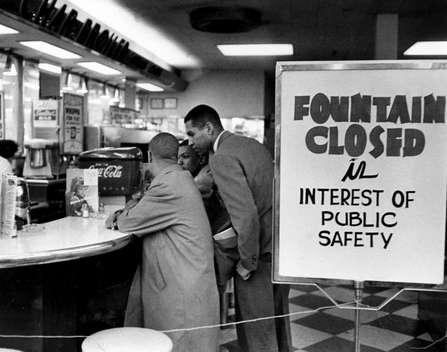 Coca-Cola
FOUNTAIN
CLOSED
in
INTEREST OF
PUBLIC
SAFETY